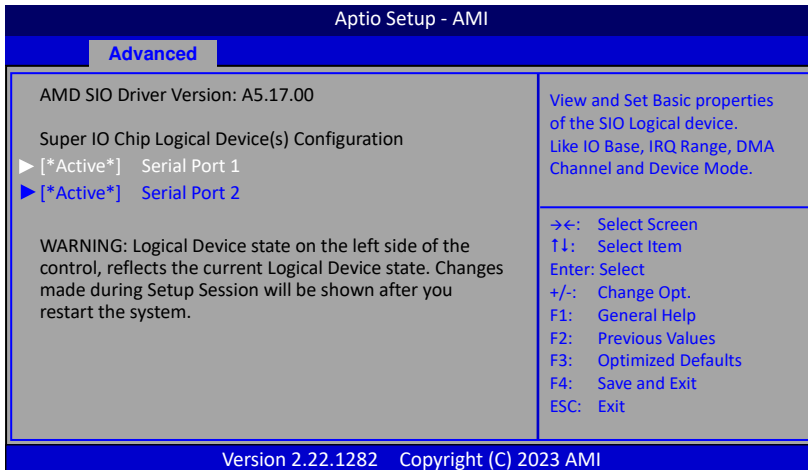 Aptio Setup - AMI
Advanced
AMD SIO Driver Version: A5.17.00
Super IO Chip Logical Device(s) Configuration
▶ [*Active*] Serial Port 1
▶ [*Active*] Serial Port 2
WARNING: Logical Device state on the left side of the
control, reflects the current Logical Device state. Changes
made during Setup Session will be shown after you
restart the system.
View and Set Basic properties
of the SIO Logical device.
Like IO Base, IRQ Range, DMA
Channel and Device Mode.
→←: Select Screen
↑↓: Select Item
Enter: Select
+/-: Change Opt.
F1: General Help
F2: Previous Values
F3: Optimized Defaults
F4: Save and Exit
ESC: Exit
Version 2.22.1282 Copyright (C) 2023 AMI